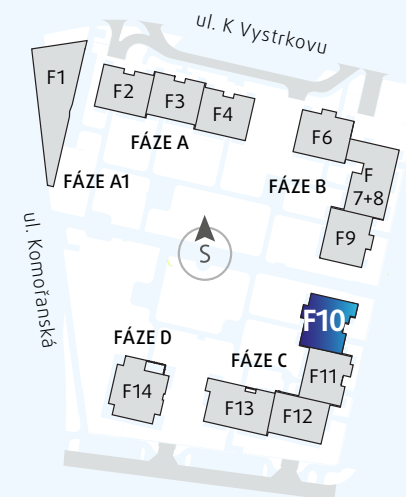 ul. K Vystrkovu
F1
F2
F3
F4
FÁZE A
F6
FÁZE A1
FÁZE B
F
7+8
F9
ul. Komořanská
S
F10
FÁZE D
FÁZE C
F11
F14
F13
F12